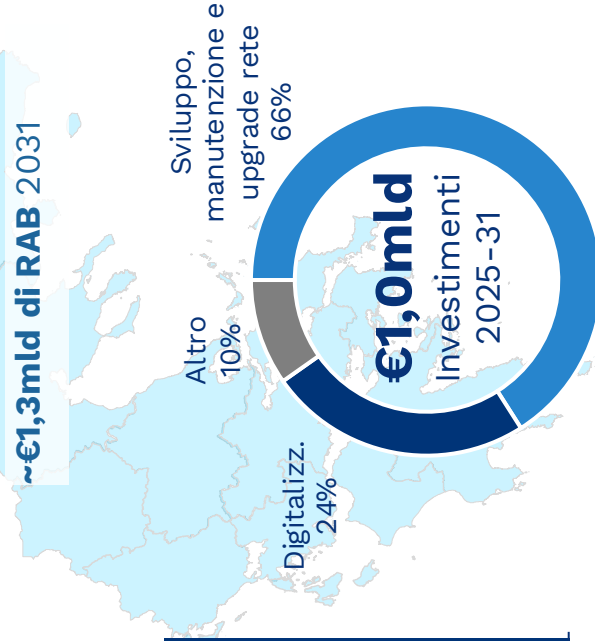 ~€1,3mld di RAB 2031
Sviluppo,
manutenzione e
upgrade rete
66%
Altro
10%
€1,0mld
Investimenti
2025-31
Digitalizz.
24%